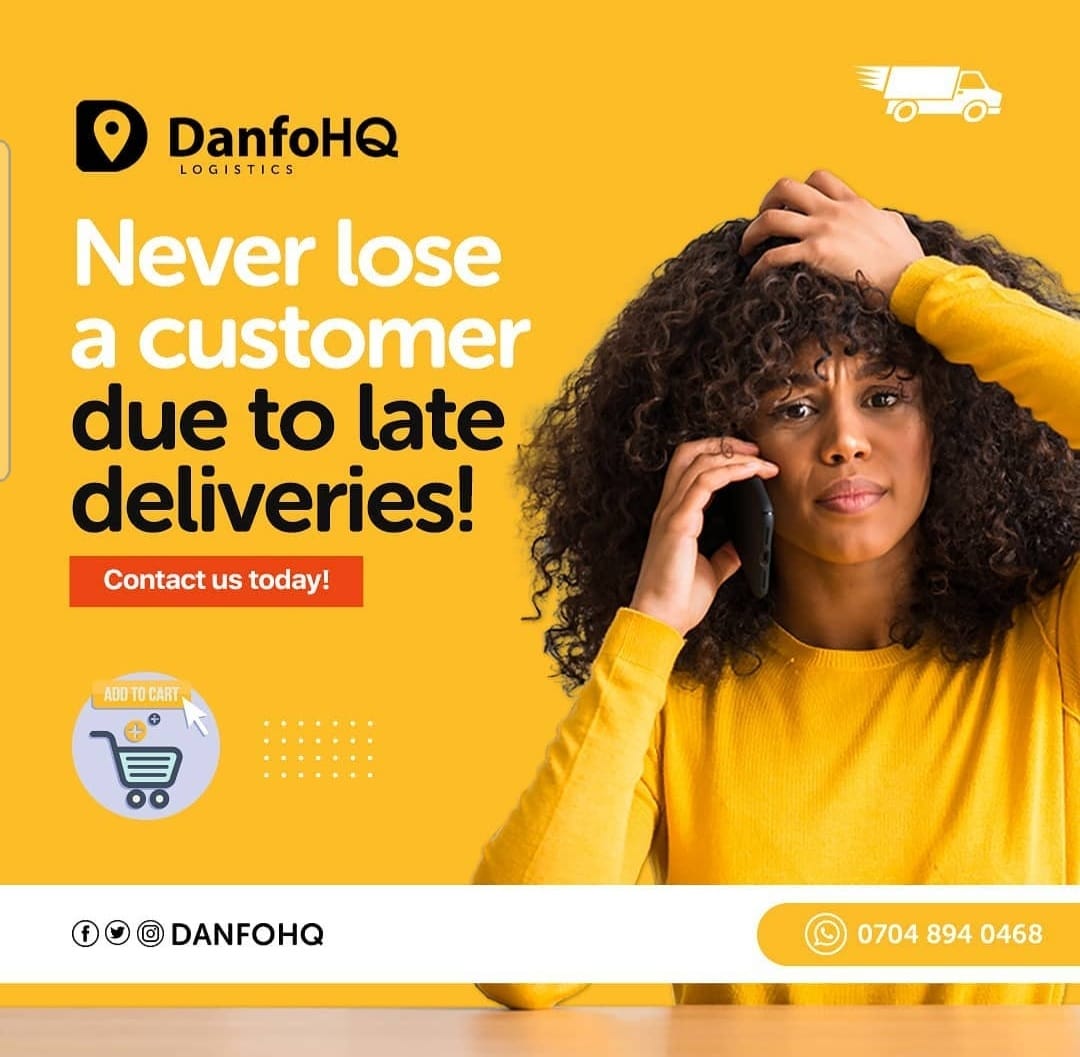 DanfoHQ
LOGISTICS
Never lose
a customer
due to late
deliveries!
Contact us today!
ADD TO CART
DANFOHQ
0704 894 0468